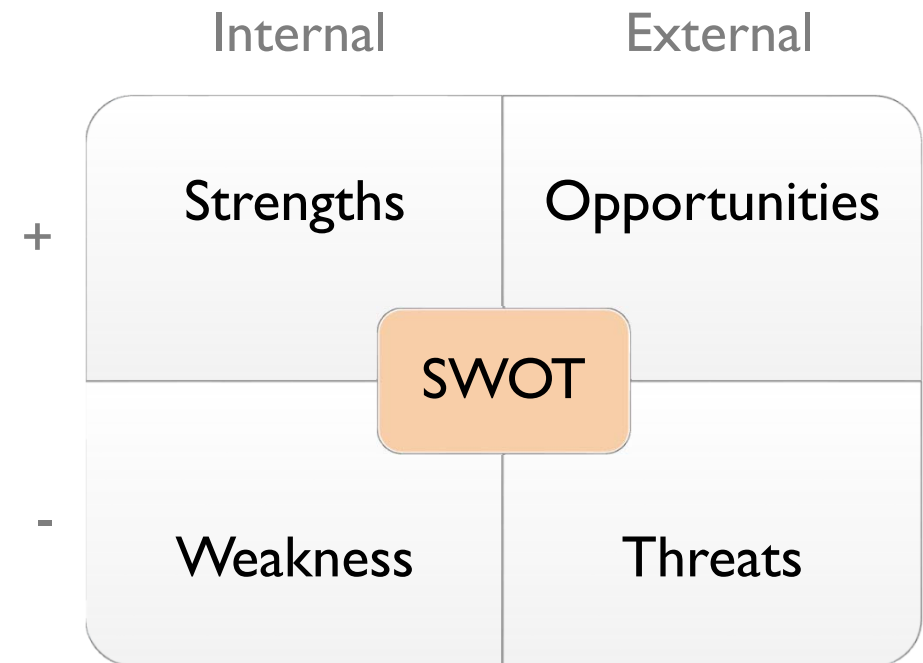 Internal External
+ Strengths Opportunities
SWOT
- Weakness Threats